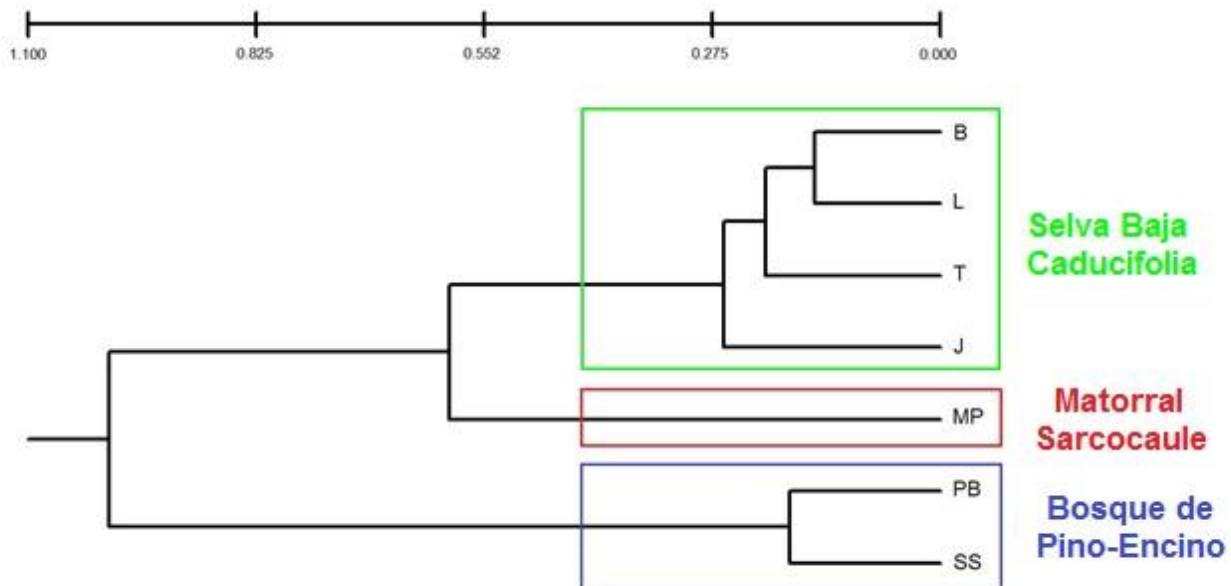 1.100 0.825 0.552 0.275 0.000
B
L
T
J
Selva Baja
Caducifolia
MP
Matorral
Sarcocaule
PB
SS
Bosque de
Pino-Encino